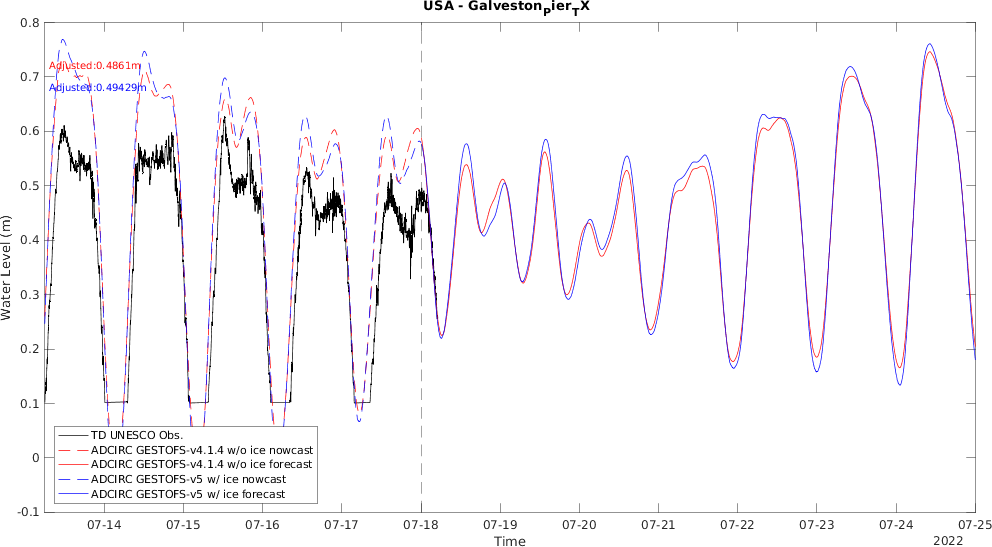 USA - Galveston_Pier_TX
0.8
0.7
0.6
0.5
0.4
0.3
0.2
0.1
0
-0.1
Water Level (m)
Adjusted:0.4861m
Adjusted:0.49429m
TD UNESCO Obs.
ADCIRC GESTOFS-v4.1.4 w/o ice nowcast
ADCIRC GESTOFS-v4.1.4 w/o ice forecast
ADCIRC GESTOFS-v5 w/ ice nowcast
ADCIRC GESTOFS-v5 w/ ice forecast
07-14 07-15 07-16 07-17 07-18 07-19 07-20 07-21 07-22 07-23 07-24 07-25
Time
2022